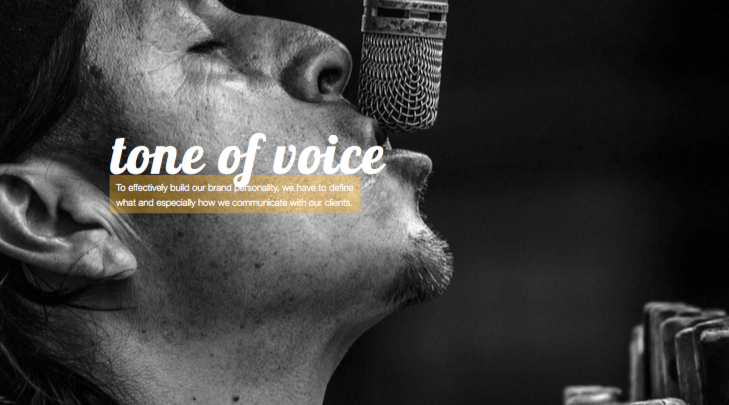 tone of voice
To effectively build our brand personality, we have to define
what and especially how we communicate with our clients.